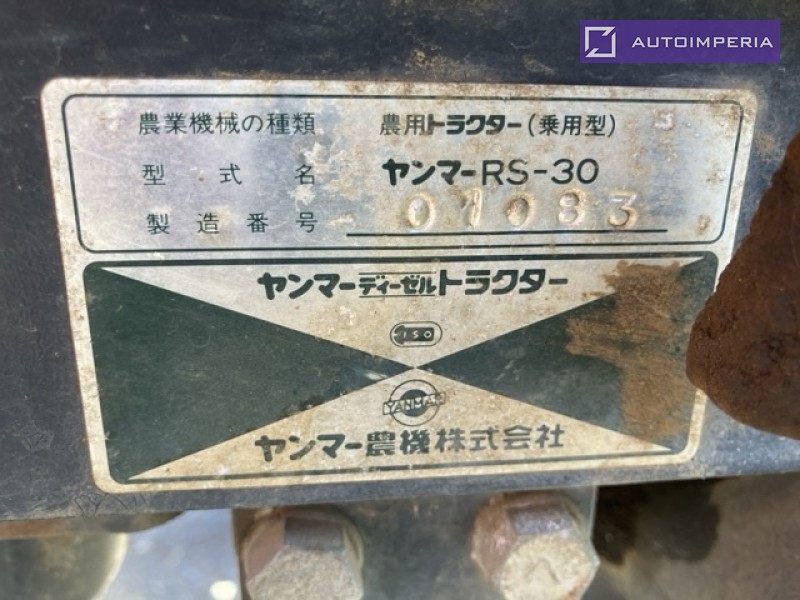 AUTOIMPERIA
農業機械の種類 農用トラクター(乗用型)
型式名 ヤンマーRS-30
製造番号 01083
ヤンマーディーゼルトラクター
ISO
YANMAR
ヤンマー農機株式会社